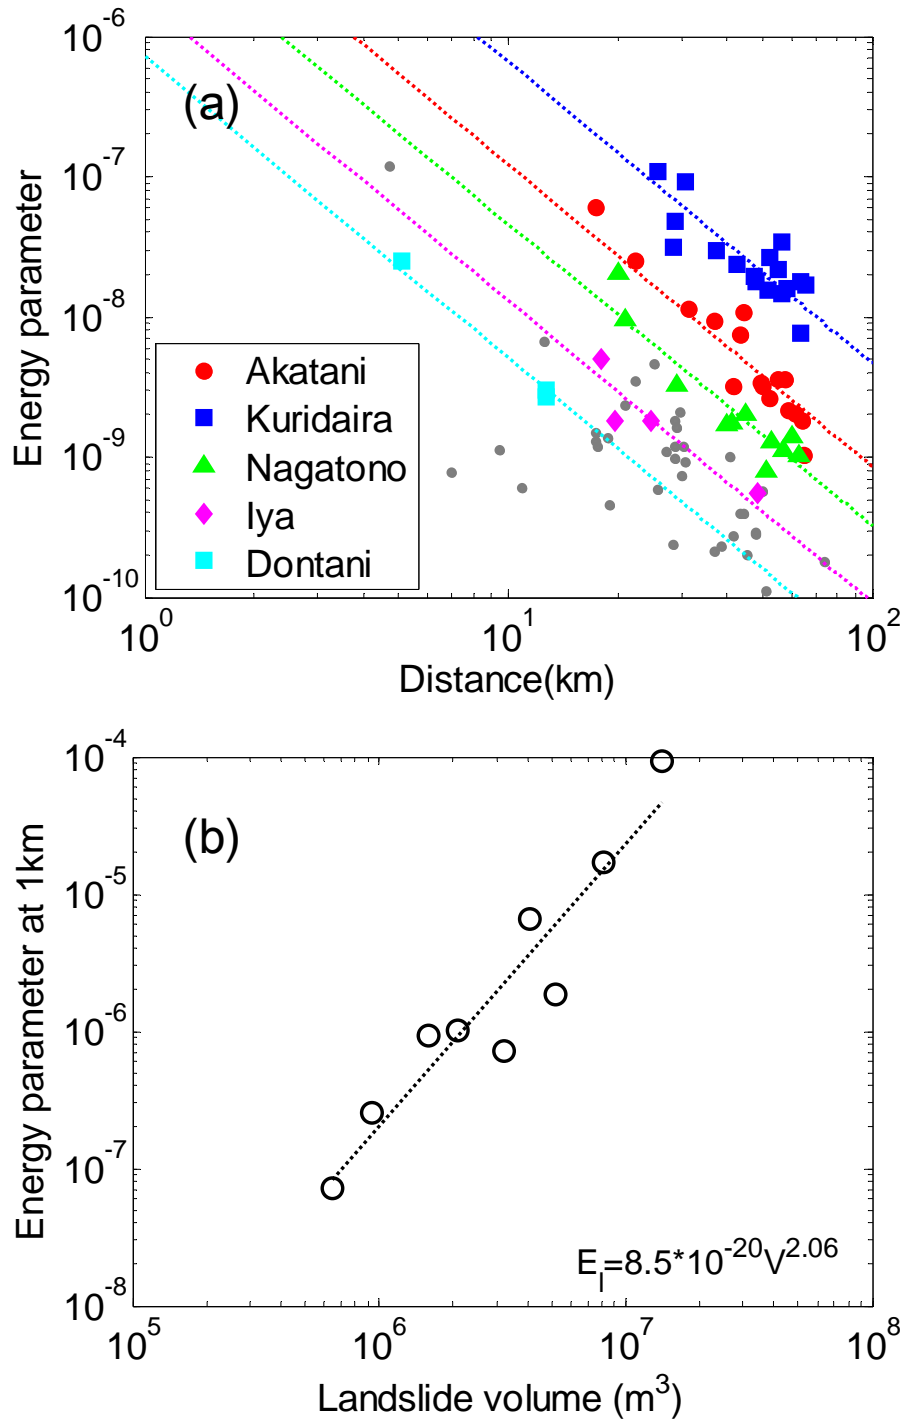 10^-6
(a)
10^-7
10^-8
10^-9
10^-10
Energy parameter
Akatani
Kuridaira
Nagatono
Iya
Dontani
10^0
10^1
10^2
Distance(km)
10^-4
(b)
10^-5
10^-6
10^-7
10^-8
Energy parameter at 1km
E_l=8.5*10^-20V^2.06
10^5
10^6
10^7
10^8
Landslide volume (m^3)